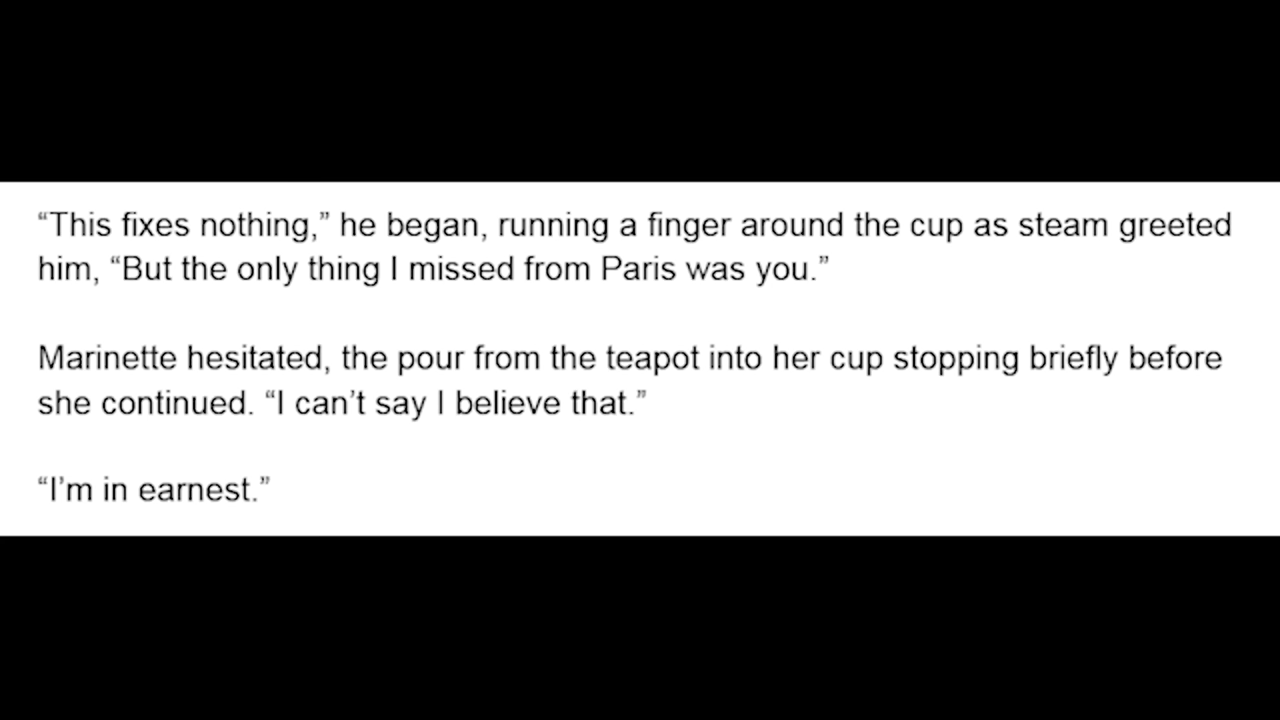 “This fixes nothing,” he began, running a finger around the cup as steam greeted
him, “But the only thing I missed from Paris was you.”
Marinette hesitated, the pour from the teapot into her cup stopping briefly before
she continued. “I can’t say I believe that.”
“I’m in earnest.”